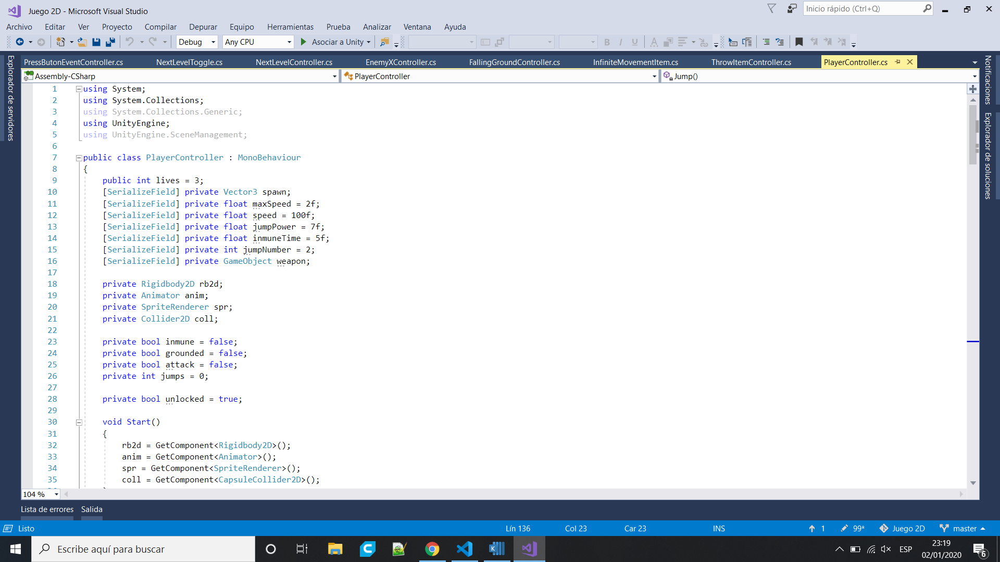 Juego 2D - Microsoft Visual Studio
Inicio rápido (Ctrl+Q)
Archivo Editar Ver Proyecto Compilar Depurar Equipo Herramientas Prueba Analizar Ventana Ayuda
Debug Any CPU Asociar a Unity
PressButonEventController.cs NextLevelToggle.cs NextLevelController.cs EnemyXController.cs FallingGroundController.cs InfiniteMovementItem.cs ThrowItemController.cs PlayerController.cs
Assembly-CSharp PlayerController Jump()
Explorador de servidores
Notificaciones
Explorador de soluciones
1 using System;
2 using System.Collections;
3 using System.Collections.Generic;
4 using UnityEngine;
5 using UnityEngine.SceneManagement;
6
7 public class PlayerController : MonoBehaviour
8 {
9 public int lives = 3;
10 [SerializeField] private Vector3 spawn;
11 [SerializeField] private float maxSpeed = 2f;
12 [SerializeField] private float speed = 100f;
13 [SerializeField] private float jumpPower = 7f;
14 [SerializeField] private float inmuneTime = 5f;
15 [SerializeField] private int jumpNumber = 2;
16 [SerializeField] private GameObject weapon;
17
18 private Rigidbody2D rb2d;
19 private Animator anim;
20 private SpriteRenderer spr;
21 private Collider2D coll;
22
23 private bool inmune = false;
24 private bool grounded = false;
25 private bool attack = false;
26 private int jumps = 0;
27
28 private bool unlocked = true;
29
30 void Start()
31 {
32 rb2d = GetComponent<Rigidbody2D>();
33 anim = GetComponent<Animator>();
34 spr = GetComponent<SpriteRenderer>();
35 coll = GetComponent<CapsuleCollider2D>();
104 %
Lista de errores Salida
Listo Lín 136 Col 23 Car 23 INS 1 99* Juego 2D master
Escribe aquí para buscar
ESP
23:19
02/01/2020
6